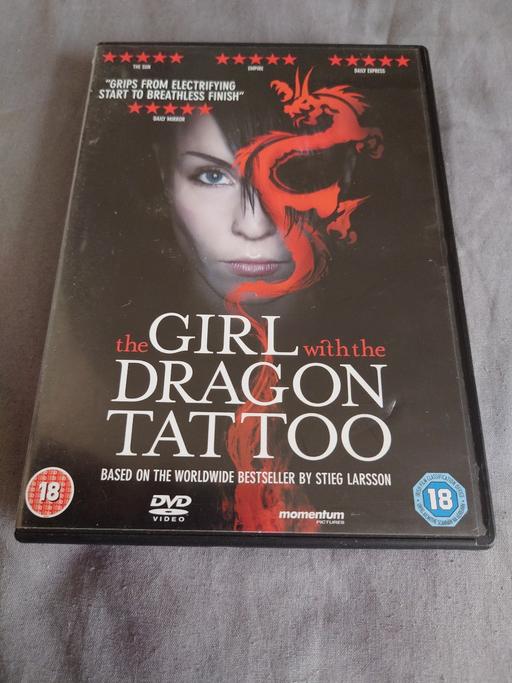 THE SUN
EMPIRE
DAILY EXPRESS
"GRIPS FROM ELECTRIFYING
START TO BREATHLESS FINISH"
DAILY MIRROR
the GIRL with the
DRAGON
TATTOO
BASED ON THE WORLDWIDE BESTSELLER BY STIEG LARSSON
18
DVD
VIDEO
momentum
PICTURES
18